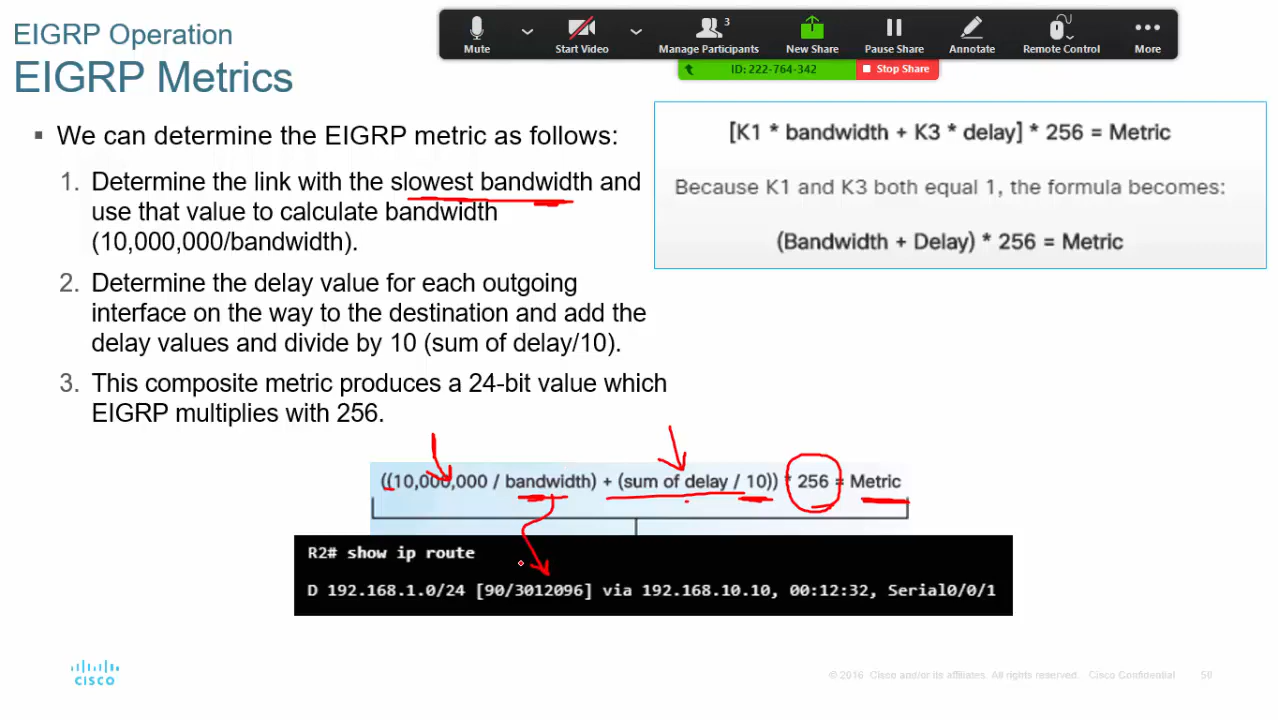 EIGRP Operation
EIGRP Metrics
Mute
Start Video
3
Manage Participants
New Share
Pause Share
Annotate
Remote Control
More
ID: 222-764-342
Stop Share
▪ We can determine the EIGRP metric as follows:
1. Determine the link with the slowest bandwidth and
use that value to calculate bandwidth
(10,000,000/bandwidth).
2. Determine the delay value for each outgoing
interface on the way to the destination and add the
delay values and divide by 10 (sum of delay/10).
3. This composite metric produces a 24-bit value which
EIGRP multiplies with 256.
[K1 * bandwidth + K3 * delay] * 256 = Metric
Because K1 and K3 both equal 1, the formula becomes:
(Bandwidth + Delay) * 256 = Metric
((10,000,000 / bandwidth) + (sum of delay / 10)) * 256 = Metric
R2# show ip route
D 192.168.1.0/24 [90/3012096] via 192.168.10.10, 00:12:32, Serial0/0/1
CISCO
© 2016 Cisco and/or its affiliates. All rights reserved. Cisco Confidential
50